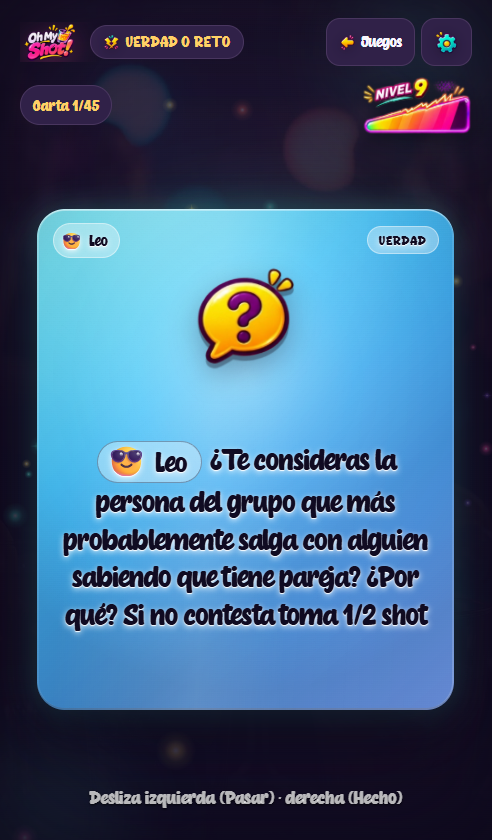 Oh My Shot!
VERDAD O RETO
Juegos
Carta 1/45
NIVEL 9
Leo
VERDAD
?
Leo ¿Te consideras la
persona del grupo que más
probablemente salga con alguien
sabiendo que tiene pareja? ¿Por
qué? Si no contesta toma 1/2 shot
Desliza izquierda (Pasar) · derecha (Hecho)